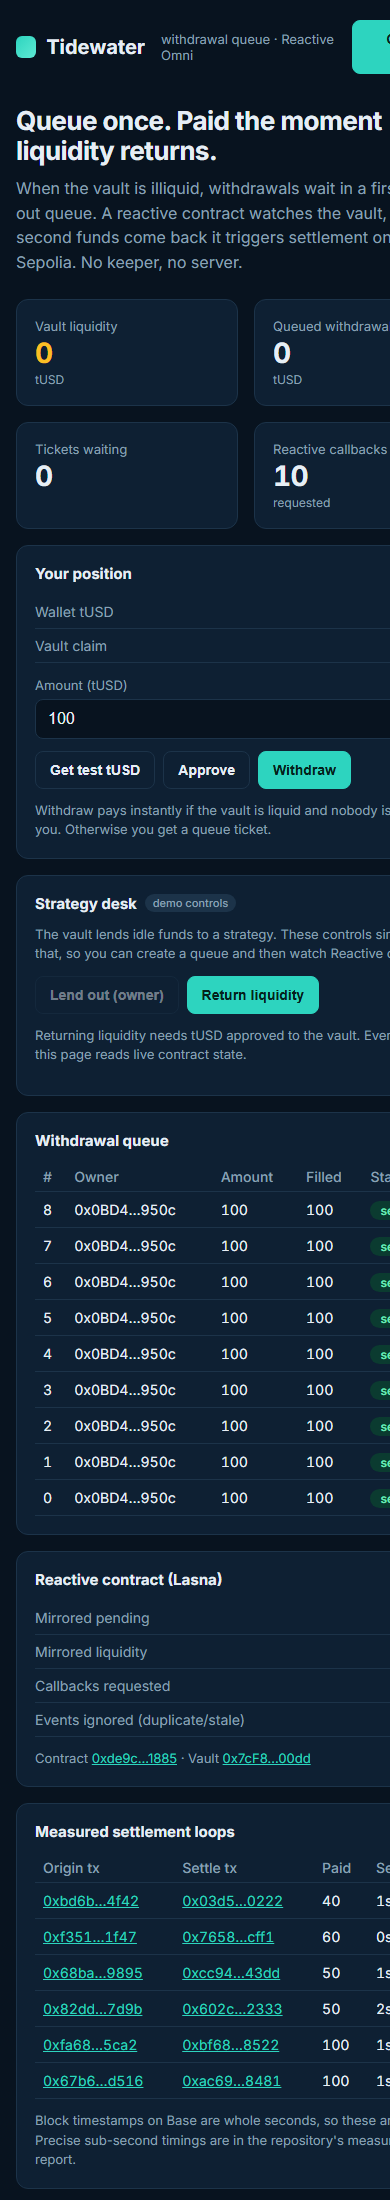 Tidewater
withdrawal queue · Reactive
Omni
Queue once. Paid the moment
liquidity returns.
When the vault is illiquid, withdrawals wait in a
out queue. A reactive contract watches the vault,
second funds come back it triggers settlement on
Sepolia. No keeper, no server.
Vault liquidity
0
tUSD
Queued
0
tUSD
Tickets waiting
0
Reactive callbacks
10
requested
Your position
Wallet tUSD
Vault claim
Amount (tUSD)
100
Get test tUSD Approve Withdraw
Withdraw pays instantly if the vault is liquid and nobody is
you. Otherwise you get a queue ticket.
Strategy desk demo controls
The vault lends idle funds to a strategy. These controls
that, so you can create a queue and then watch Reactive
Lend out (owner) Return liquidity
Returning liquidity needs tUSD approved to the vault.
this page reads live contract state.
Withdrawal queue
# Owner Amount Filled
8 0x0BD4...950c 100 100
7 0x0BD4...950c 100 100
6 0x0BD4...950c 100 100
5 0x0BD4...950c 100 100
4 0x0BD4...950c 100 100
3 0x0BD4...950c 100 100
2 0x0BD4...950c 100 100
1 0x0BD4...950c 100 100
0 0x0BD4...950c 100 100
Reactive contract (Lasna)
Mirrored pending
Mirrored liquidity
Callbacks requested
Events ignored (duplicate/stale)
Contract 0xde9c...1885 · Vault 0x7cF8...00dd
Measured settlement loops
Origin tx Settle tx Paid
0xbd6b...4f42 0x03d5...0222 40 1s
0xf351...1f47 0x7658...cff1 60 0s
0x68ba...9895 0xcc94...43dd 50 1s
0x82dd...7d9b 0x602c...2333 50 2s
0xfa68...5ca2 0xbf68...8522 100 1s
0x67b6...d516 0xac69...8481 100 1s
Block timestamps on Base are whole seconds, so these
Precise sub-second timings are in the repository's
report.